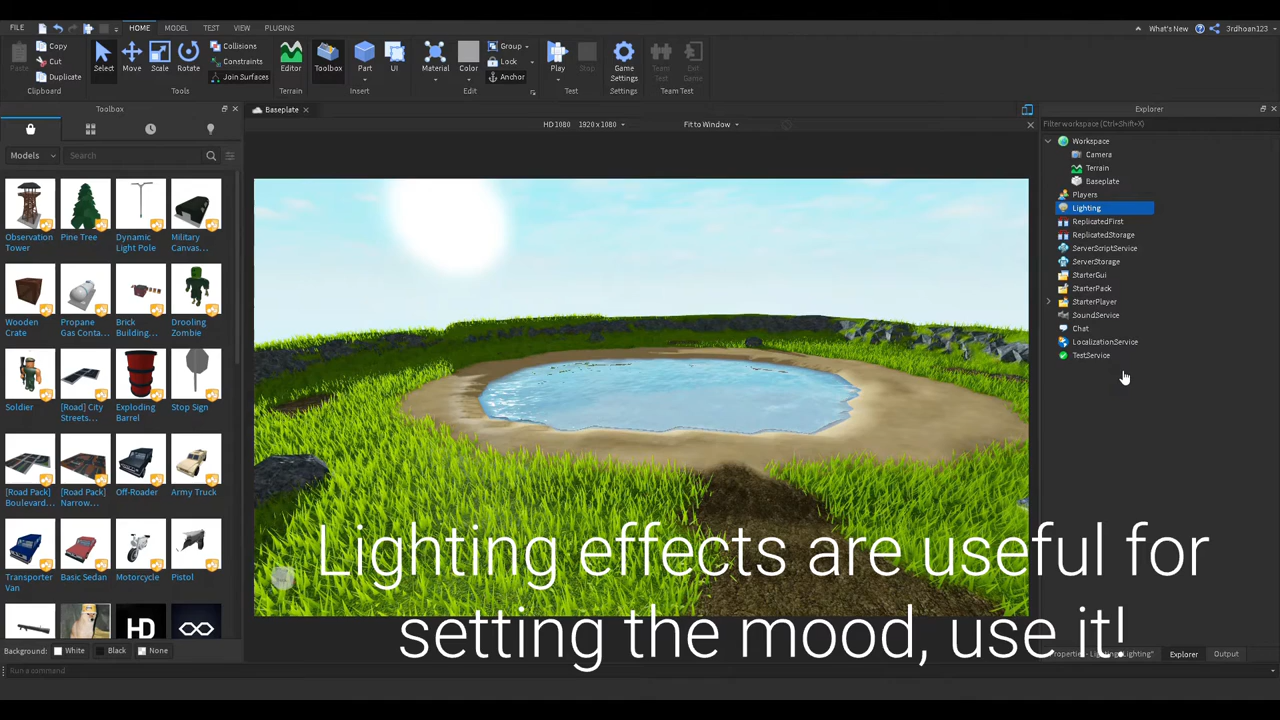 FILE
HOME MODEL TEST VIEW PLUGINS
What's New 3rdhoan123
Paste
Copy
Cut
Duplicate
Clipboard
Select Move Scale Rotate
Collisions
Constraints
Join Surfaces
Tools
Editor
Terrain
Toolbox Part UI
Insert
Material Color
Group
Lock
Anchor
Edit
Play Stop
Test
Game
Settings
Settings
Team
Test
Exit
Game
Team Test
Toolbox
Models
Search
Observation
Tower
Pine Tree
Dynamic
Light Pole
Military
Canvas...
Wooden
Crate
Propane
Gas Conta...
Brick
Building...
Drooling
Zombie
Soldier
[Road] City
Streets...
Exploding
Barrel
Stop Sign
[Road Pack]
Boulevard...
[Road Pack]
Narrow...
Off-Roader
Army Truck
Transporter
Van
Basic Sedan
Motorcycle
Pistol
HD
Background: White Black None
Run a command
Baseplate
HD 1080 1920 x 1080 Fit to Window
Explorer
Filter workspace (Ctrl+Shift+X)
Workspace
Camera
Terrain
Baseplate
Players
Lighting
ReplicatedFirst
ReplicatedStorage
ServerScriptService
ServerStorage
StarterGui
StarterPack
StarterPlayer
SoundService
Chat
LocalizationService
TestService
Lighting effects are useful for
setting the mood, use it!
Explorer Output